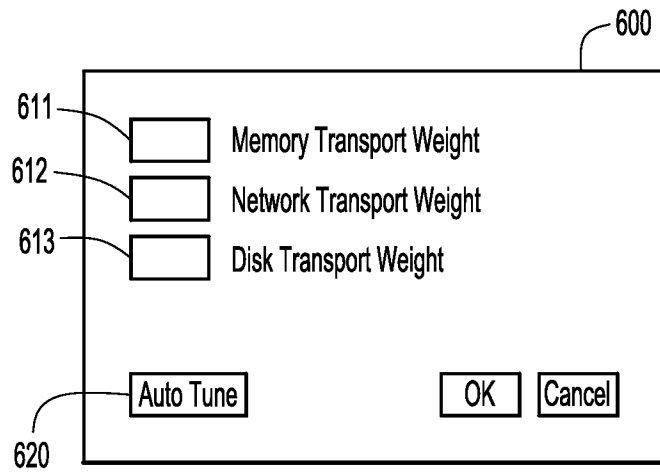 600
611
Memory Transport Weight
612
Network Transport Weight
613
Disk Transport Weight
Auto Tune
OK
Cancel
620